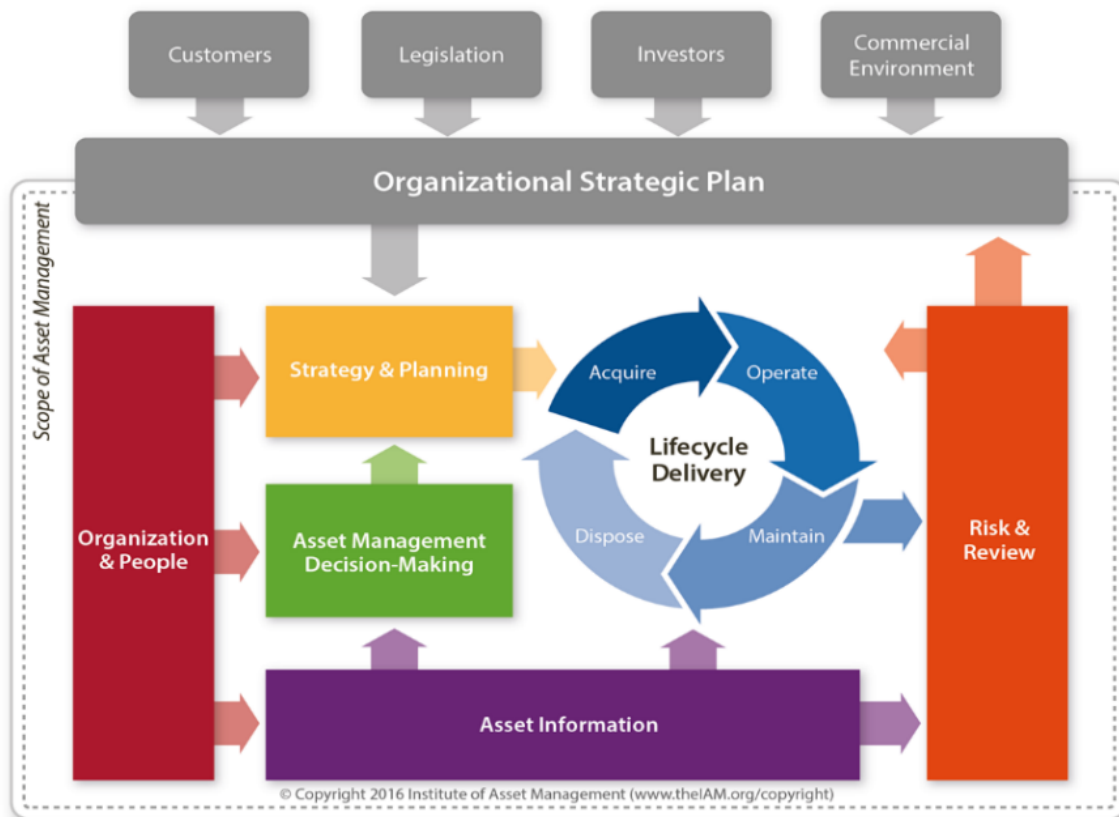 Customers
Legislation
Investors
Commercial
Environment
Organizational Strategic Plan
Scope of Asset Management
Strategy & Planning
Acquire
Operate
Lifecycle
Delivery
Organization
& People
Asset Management
Decision-Making
Dispose
Maintain
Risk &
Review
Asset Information
© Copyright 2016 Institute of Asset Management (www.theIAM.org/copyright)